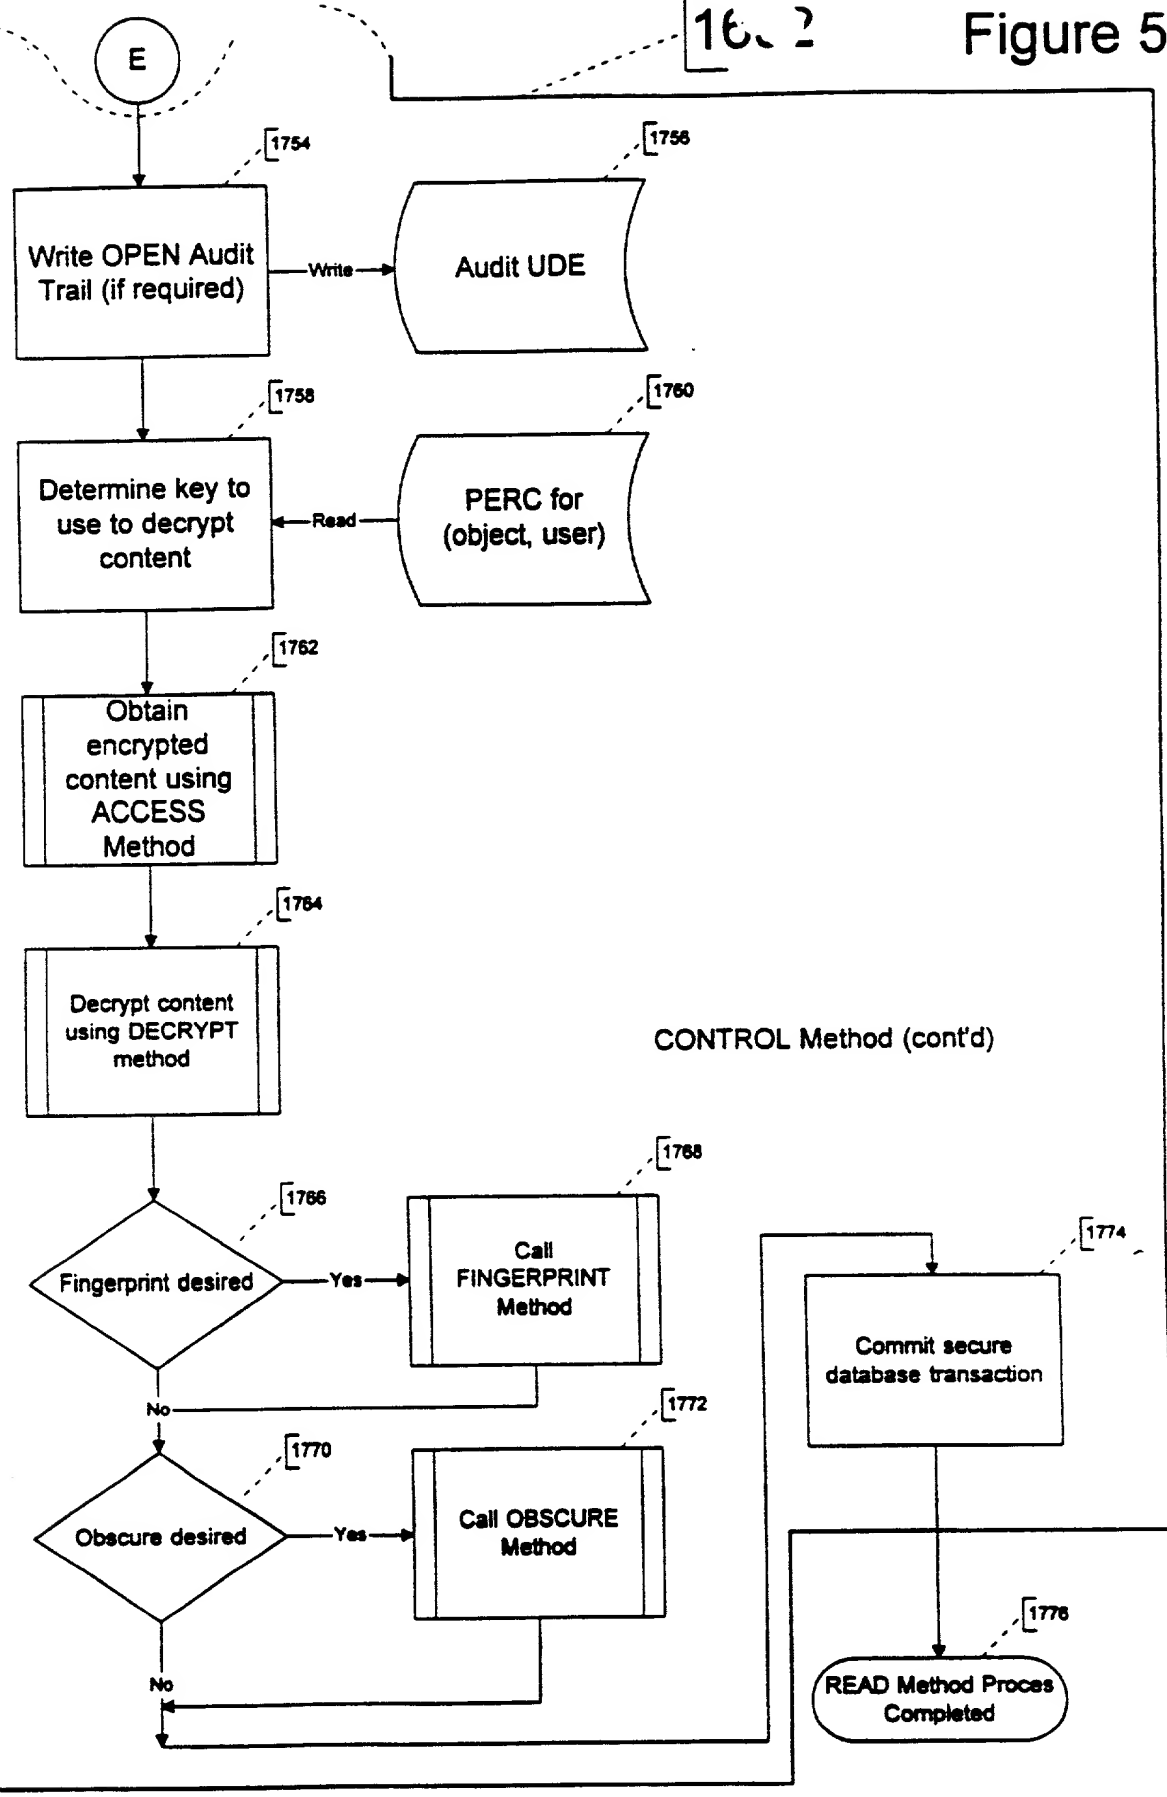 Figure 5
E
1754
1756
Write OPEN Audit
Trail (if required)
Write
Audit UDE
1758
1760
Determine key to
use to decrypt
content
Read
PERC for
(object, user)
1762
Obtain
encrypted
content using
ACCESS
Method
1764
Decrypt content
using DECRYPT
method
CONTROL Method (cont'd)
1766
1768
Fingerprint desired
Yes
Call
FINGERPRINT
Method
1774
Commit secure
database transaction
No
1770
1772
Obscure desired
Yes
Call OBSCURE
Method
No
1776
READ Method Proces
Completed